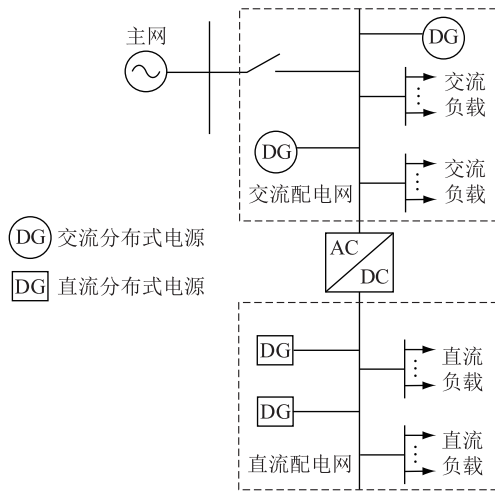 主网
DG
交流
负载
DG
交流
负载
交流配电网
DG 交流分布式电源
AC
DC
DG 直流分布式电源
DG
直流
负载
DG
直流
负载
直流配电网